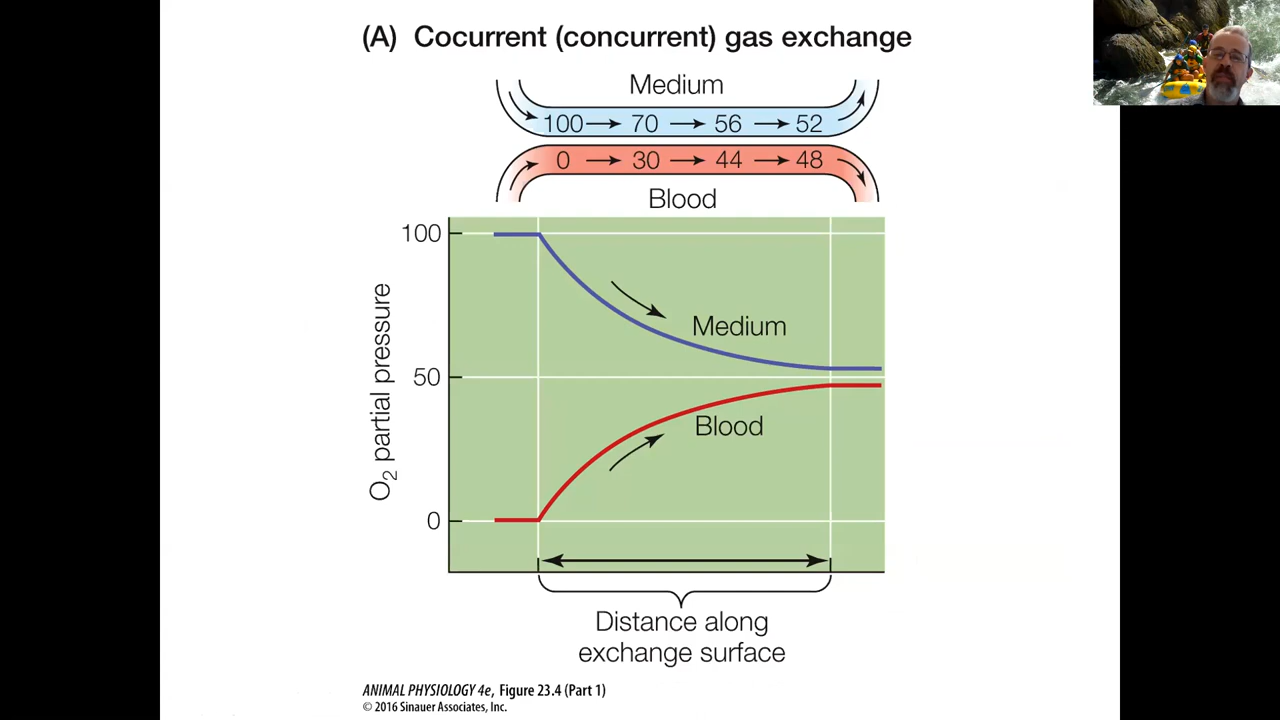 (A) Cocurrent (concurrent) gas exchange
Medium
100 → 70 → 56 → 52
0 → 30 → 44 → 48
Blood
100
50
0
O₂ partial pressure
Medium
Blood
Distance along
exchange surface
ANIMAL PHYSIOLOGY 4e, Figure 23.4 (Part 1)
© 2016 Sinauer Associates, Inc.